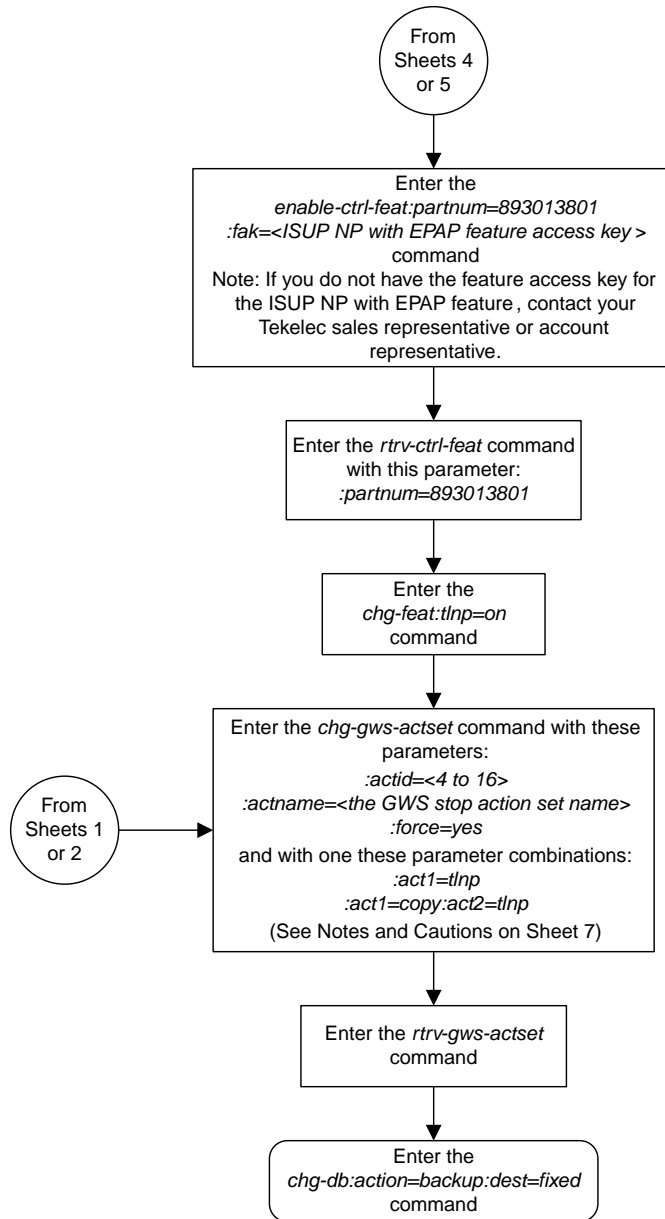 From
Sheets 4
or 5
Enter the
enable-ctrl-feat:partnum=893013801
:fak=<ISUP NP with EPAP feature access key>
command
Note: If you do not have the feature access key for
the ISUP NP with EPAP feature, contact your
Tekelec sales representative or account
representative.
Enter the rtrv-ctrl-feat command
with this parameter:
:partnum=893013801
Enter the
chg-feat:tlnp=on
command
From
Sheets 1
or 2
Enter the chg-gws-actset command with these
parameters:
:actid=<4 to 16>
:actname=<the GWS stop action set name>
:force=yes
and with one these parameter combinations:
:act1=tlnp
:act1=copy:act2=tlnp
(See Notes and Cautions on Sheet 7)
Enter the rtrv-gws-actset
command
Enter the
chg-db:action=backup:dest=fixed
command